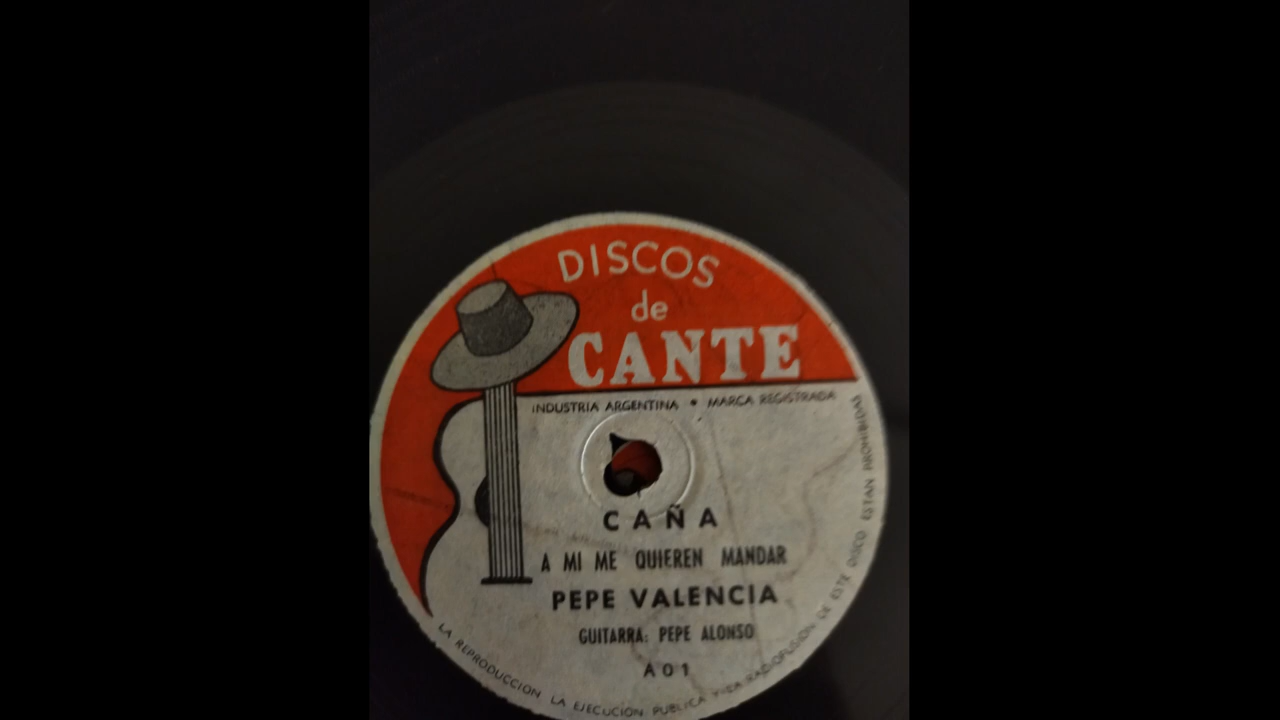 DISCOS
de
CANTE
INDUSTRIA ARGENTINA • MARCA REGISTRADA
CAÑA
A MI ME QUIEREN MANDAR
PEPE VALENCIA
GUITARRA: PEPE ALONSO
A01
LA REPRODUCCION LA EJECUCION PUBLICA Y LA RADIOFUSION DE ESTE DISCO ESTAN PROHIBIDAS